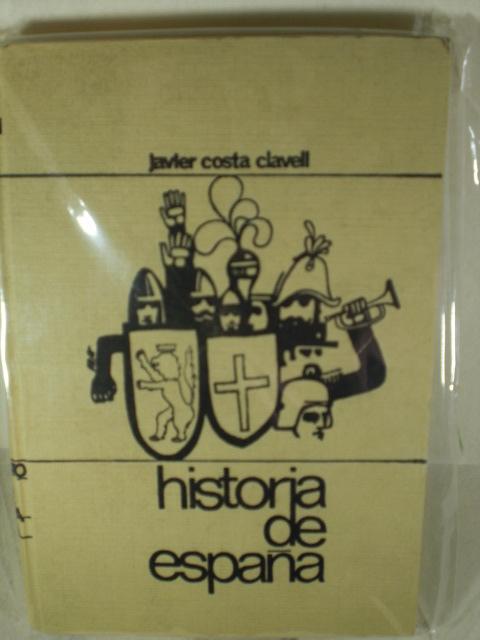 javier costa clavell
historia
de
españa